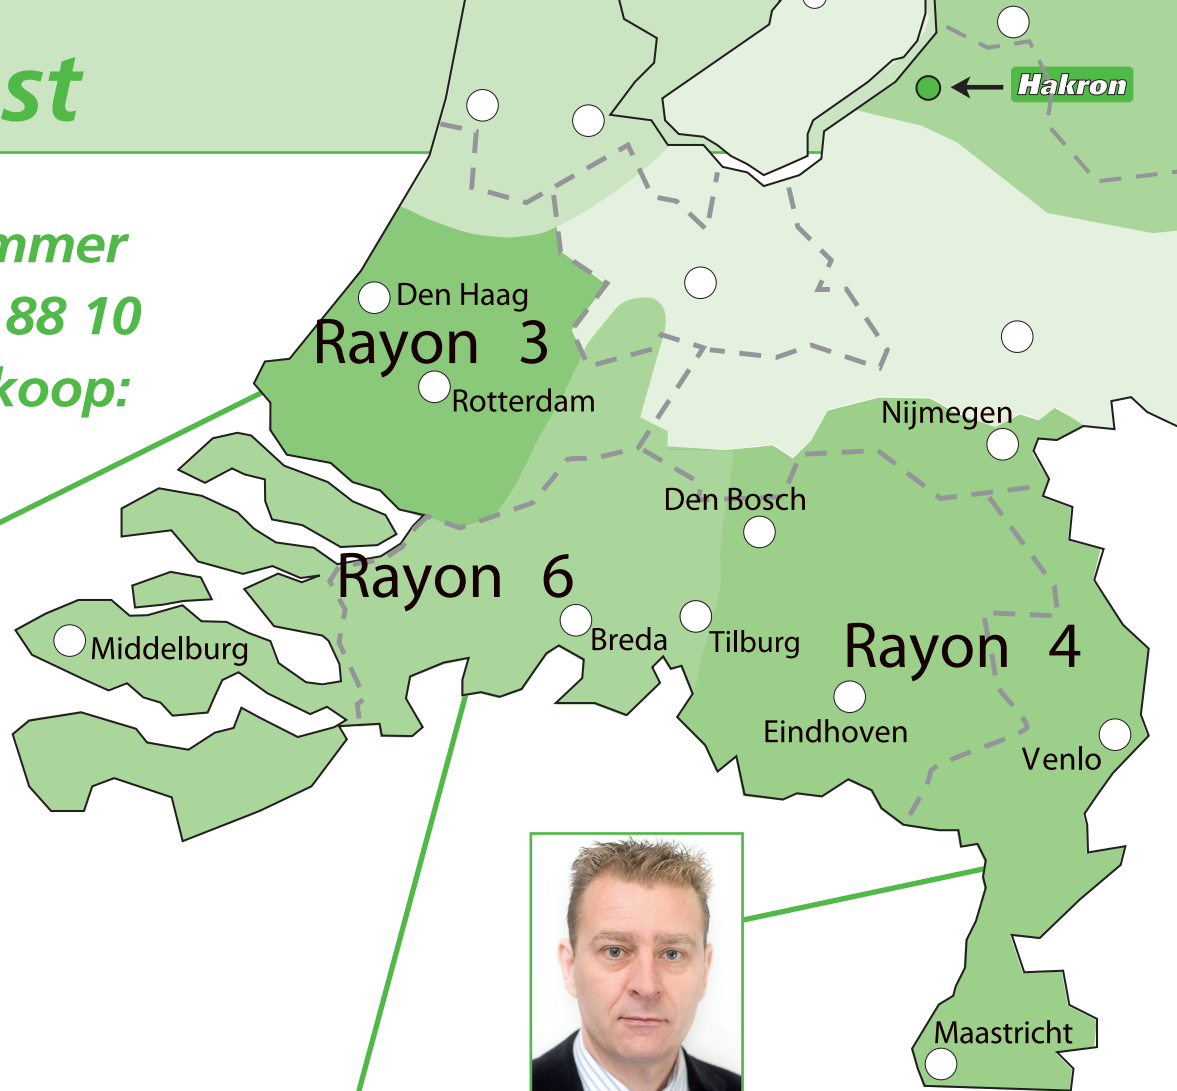 st
Hakron
mmer
88 10
koop:
Den Haag
Rayon 3
Rotterdam
Nijmegen
Den Bosch
Rayon 6
Breda
Tilburg
Rayon 4
Middelburg
Eindhoven
Venlo
Maastricht